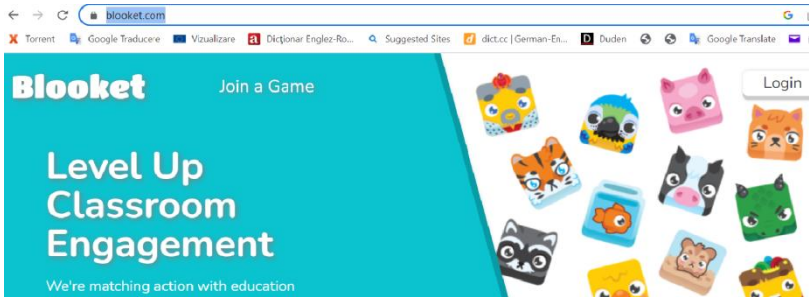 blooket.com
Torrent Google Traducere Vizualizare Dicționar Englez-Ro... Suggested Sites dict.cc | German-En... Duden Google Translate
Blooket Join a Game Login
Level Up
Classroom
Engagement
We're matching action with education